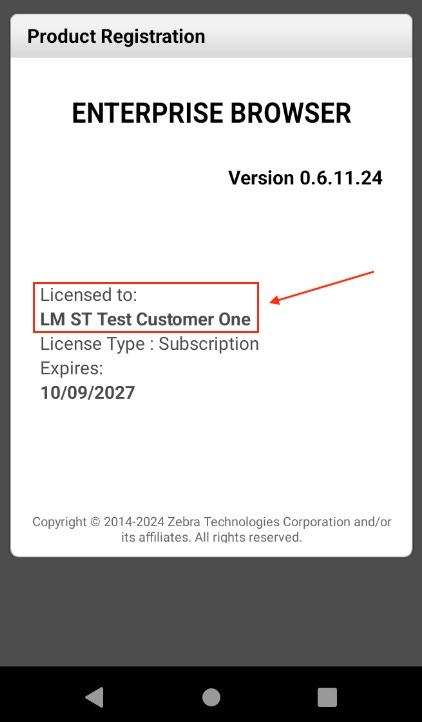 Product Registration
ENTERPRISE BROWSER
Version 0.6.11.24
Licensed to:
LM ST Test Customer One
License Type : Subscription
Expires:
10/09/2027
Copyright © 2014-2024 Zebra Technologies Corporation and/or
its affiliates. All rights reserved.